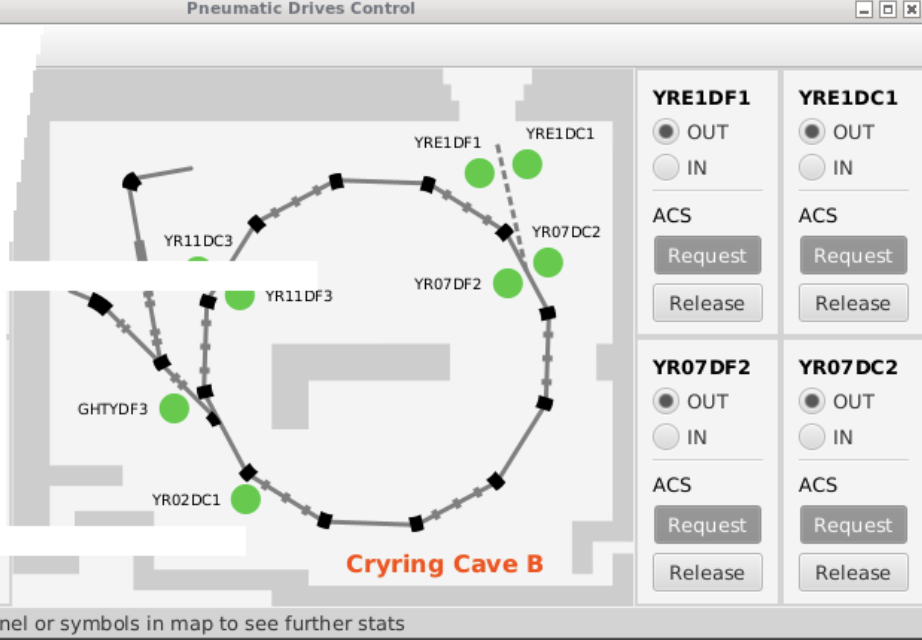 Pneumatic Drives Control
YRE1DF1
YRE1DC1
YR11DC3
YR07DC2
YR07DF2
YR11DF3
GHTYDF3
YR02DC1
Cryring Cave B
YRE1DF1
OUT
IN
ACS
Request
Release
YRE1DC1
OUT
IN
ACS
Request
Release
YR07DF2
OUT
IN
ACS
Request
Release
YR07DC2
OUT
IN
ACS
Request
Release
nel or symbols in map to see further stats